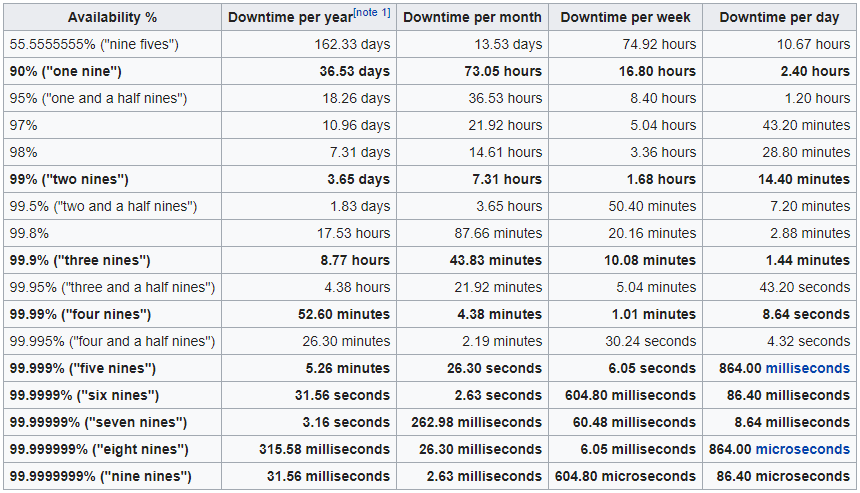 Availability % Downtime per year[note 1] Downtime per month Downtime per week Downtime per day
55.5555555% ("nine fives") 162.33 days 13.53 days 74.92 hours 10.67 hours
90% ("one nine") 36.53 days 73.05 hours 16.80 hours 2.40 hours
95% ("one and a half nines") 18.26 days 36.53 hours 8.40 hours 1.20 hours
97% 10.96 days 21.92 hours 5.04 hours 43.20 minutes
98% 7.31 days 14.61 hours 3.36 hours 28.80 minutes
99% ("two nines") 3.65 days 7.31 hours 1.68 hours 14.40 minutes
99.5% ("two and a half nines") 1.83 days 3.65 hours 50.40 minutes 7.20 minutes
99.8% 17.53 hours 87.66 minutes 20.16 minutes 2.88 minutes
99.9% ("three nines") 8.77 hours 43.83 minutes 10.08 minutes 1.44 minutes
99.95% ("three and a half nines") 4.38 hours 21.92 minutes 5.04 minutes 43.20 seconds
99.99% ("four nines") 52.60 minutes 4.38 minutes 1.01 minutes 8.64 seconds
99.995% ("four and a half nines") 26.30 minutes 2.19 minutes 30.24 seconds 4.32 seconds
99.999% ("five nines") 5.26 minutes 26.30 seconds 6.05 seconds 864.00 milliseconds
99.9999% ("six nines") 31.56 seconds 2.63 seconds 604.80 milliseconds 86.40 milliseconds
99.99999% ("seven nines") 3.16 seconds 262.98 milliseconds 60.48 milliseconds 8.64 milliseconds
99.999999% ("eight nines") 315.58 milliseconds 26.30 milliseconds 6.05 milliseconds 864.00 microseconds
99.9999999% ("nine nines") 31.56 milliseconds 2.63 milliseconds 604.80 microseconds 86.40 microseconds